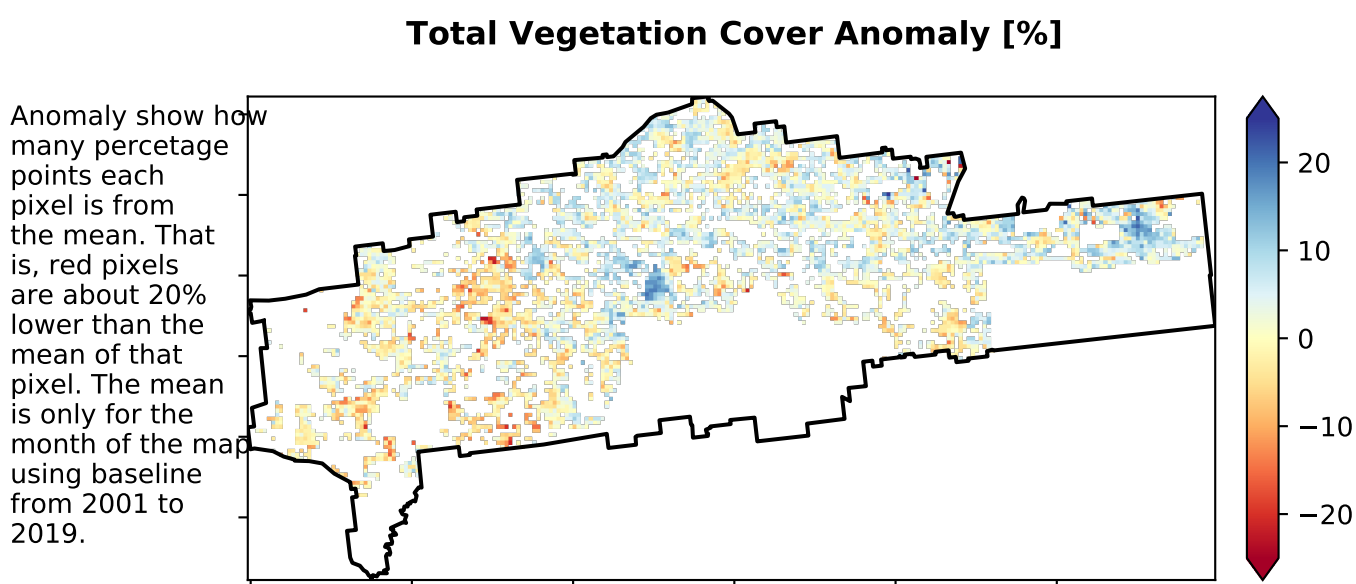 Total Vegetation Cover Anomaly [%]
Anomaly show how
many percetage
points each
pixel is from
the mean. That
is, red pixels
are about 20%
lower than the
mean of that
pixel. The mean
is only for the
month of the map
using baseline
from 2001 to
2019.
20
10
0
−10
−20